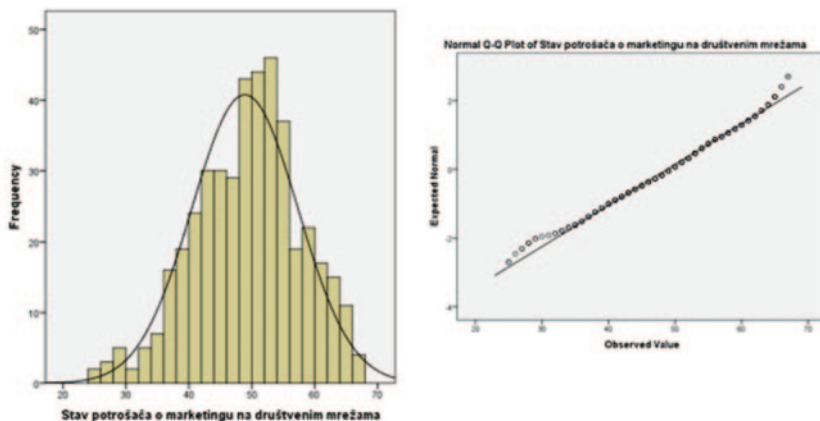 50
40
30
20
10
0
Frequency
20 30 40 50 60 70
Stav potrošača o marketingu na društvenim mrežama
Normal Q-Q Plot of Stav potrošača o marketingu na društvenim mrežama
2
0
-2
-4
Expected Normal
20 30 40 50 60 70
Observed Value